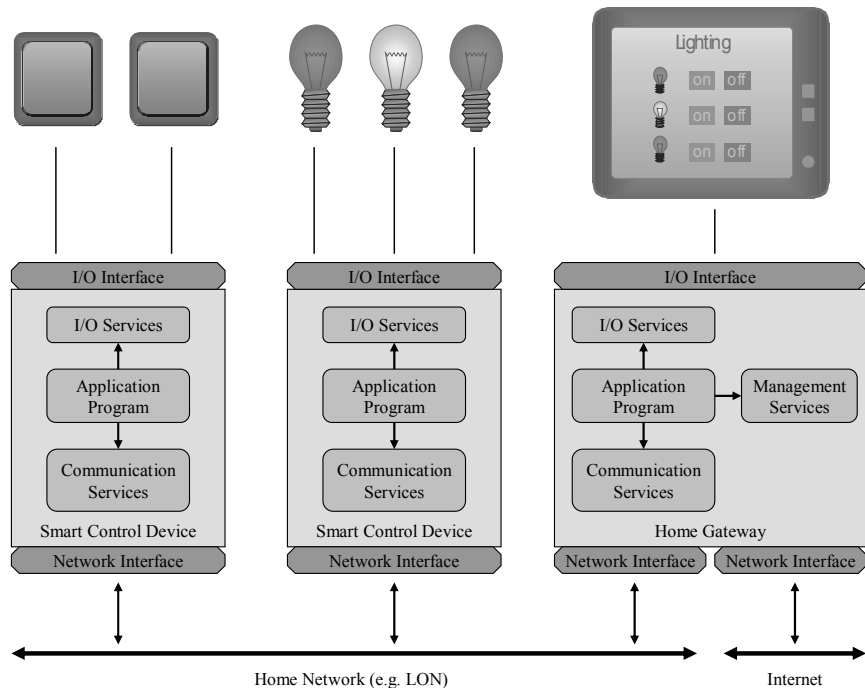 Lighting
on off
on off
on off
I/O Interface
I/O Services
Application
Program
Communication
Services
Smart Control Device
Network Interface
I/O Interface
I/O Services
Application
Program
Communication
Services
Smart Control Device
Network Interface
I/O Interface
I/O Services
Application
Program
Management
Services
Communication
Services
Home Gateway
Network Interface
Network Interface
Home Network (e.g. LON)
Internet